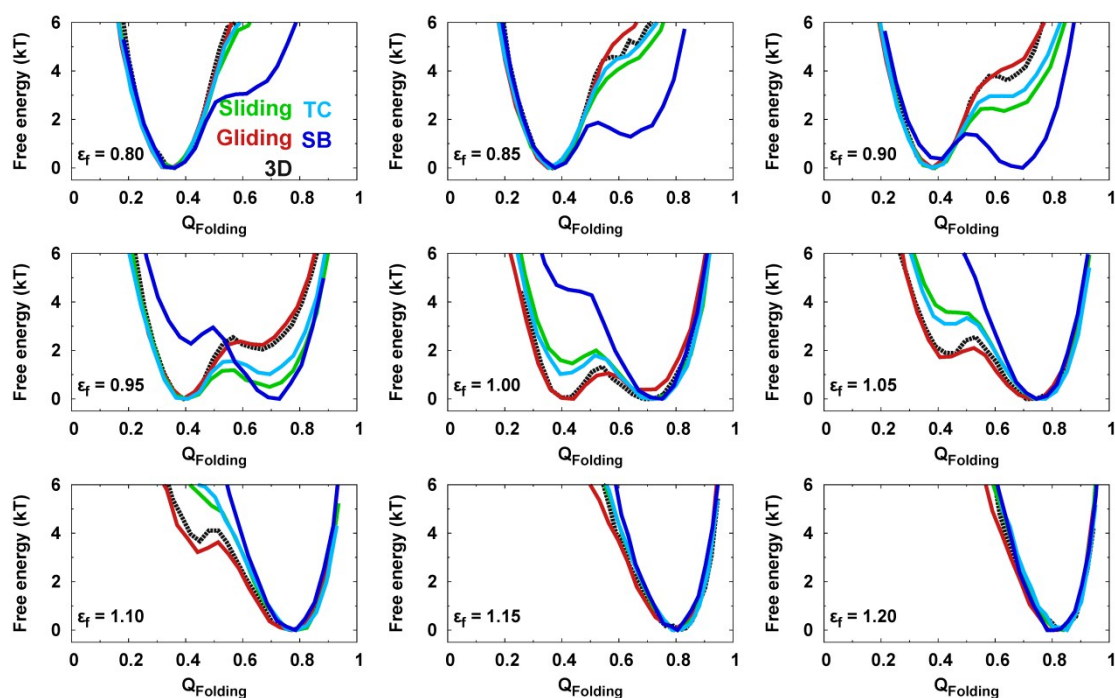 6
4
2
0
Free energy (kT)
Sliding TC
Gliding SB
3D
εf = 0.80
0 0.2 0.4 0.6 0.8 1
QFolding
6
4
2
0
Free energy (kT)
εf = 0.85
0 0.2 0.4 0.6 0.8 1
QFolding
6
4
2
0
Free energy (kT)
εf = 0.90
0 0.2 0.4 0.6 0.8 1
QFolding
6
4
2
0
Free energy (kT)
εf = 0.95
0 0.2 0.4 0.6 0.8 1
QFolding
6
4
2
0
Free energy (kT)
εf = 1.00
0 0.2 0.4 0.6 0.8 1
QFolding
6
4
2
0
Free energy (kT)
εf = 1.05
0 0.2 0.4 0.6 0.8 1
QFolding
6
4
2
0
Free energy (kT)
εf = 1.10
0 0.2 0.4 0.6 0.8 1
QFolding
6
4
2
0
Free energy (kT)
εf = 1.15
0 0.2 0.4 0.6 0.8 1
QFolding
6
4
2
0
Free energy (kT)
εf = 1.20
0 0.2 0.4 0.6 0.8 1
QFolding